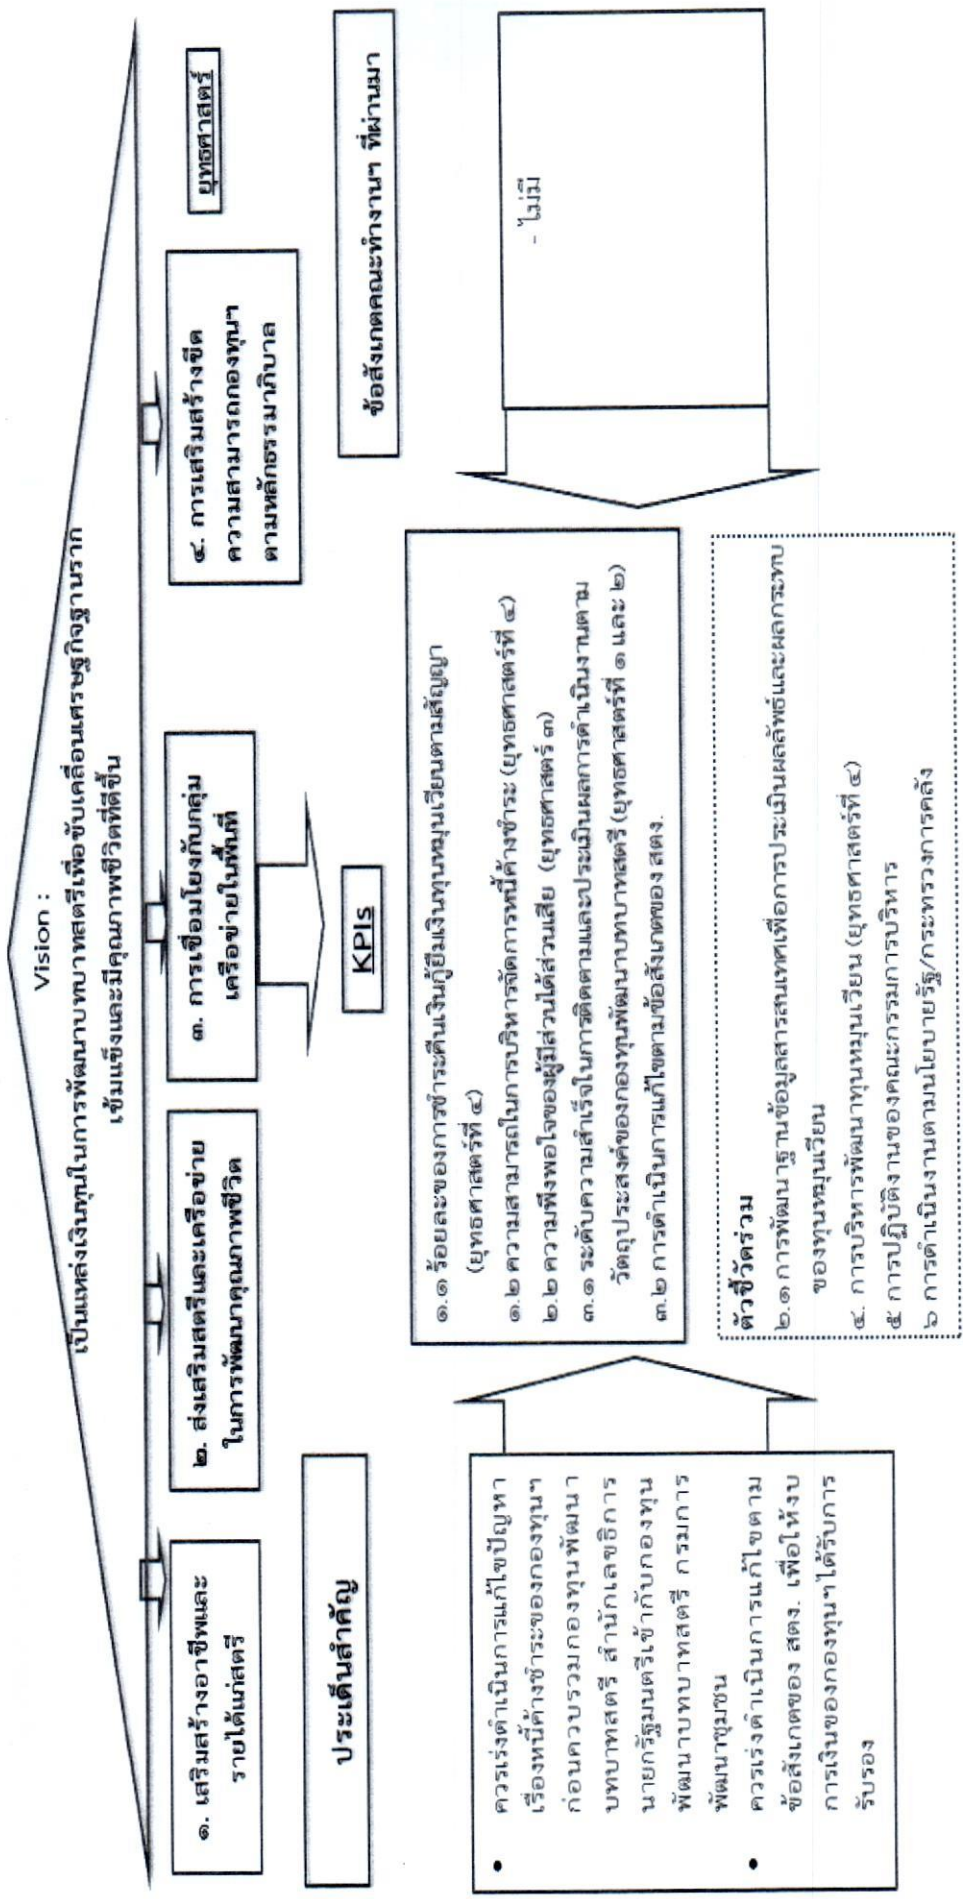 Vision :
เป็นแหล่งเงินทุนในการพัฒนาบทบาทสตรีเพื่อขับเคลื่อนเศรษฐกิจฐานราก
เข้มแข็งและมีคุณภาพชีวิตที่ดีขึ้น
ยุทธศาสตร์
๑. เสริมสร้างอาชีพและ
รายได้แก่สตรี
๒. ส่งเสริมสตรีและเครือข่าย
ในการพัฒนาคุณภาพชีวิต
๓. การเชื่อมโยงกับกลุ่ม
เครือข่ายในพื้นที่
๔. การเสริมสร้างขีด
ความสามารถกองทุนฯ
ตามหลักธรรมาภิบาล
ประเด็นสำคัญ
KPIs
ข้อสังเกตคณะทำงานฯ ที่ผ่านมา
• ควรเร่งดำเนินการแก้ไขปัญหา
เรื่องหนี้ค้างชำระของกองทุนฯ
ก่อนควบรวมกองทุนพัฒนา
บทบาทสตรี สำนักเลขธิการ
นายกรัฐมนตรีเข้ากับกองทุน
พัฒนาบทบาทสตรี กรมการ
พัฒนาชุมชน
• ควรเร่งดำเนินการแก้ไขตาม
ข้อสังเกตของ สตง. เพื่อให้งบ
การเงินของกองทุนฯได้รับการ
รับรอง
๑.๑ ร้อยละของการชำระคืนเงินกู้ยืมเงินทุนหมุนเวียนตามสัญญา
(ยุทธศาสตร์ที่ ๔)
๑.๒ ความสามารถในการบริหารจัดการหนี้ค้างชำระ (ยุทธศาสตร์ที่ ๔)
๒.๒ ความพึงพอใจของผู้มีส่วนได้ส่วนเสีย (ยุทธศาสตร์ ๓)
๓.๑ ระดับความสำเร็จในการติดตามและประเมินผลการดำเนินงานตาม
วัตถุประสงค์ของกองทุนพัฒนาบทบาทสตรี (ยุทธศาสตร์ที่ ๑ และ ๒)
๓.๒ การดำเนินการแก้ไขตามข้อสังเกตของ สตง.
ตัวชี้วัดร่วม
๒.๑ การพัฒนาฐานข้อมูลสารสนเทศเพื่อการประเมินผลลัพธ์และผลกระทบ
ของทุนหมุนเวียน
๔. การบริหารพัฒนาทุนหมุนเวียน (ยุทธศาสตร์ที่ ๔)
๕ การปฏิบัติงานของคณะกรรมการบริหาร
๖ การดำเนินงานตามนโยบายรัฐ/กระทรวงการคลัง
- ไม่มี